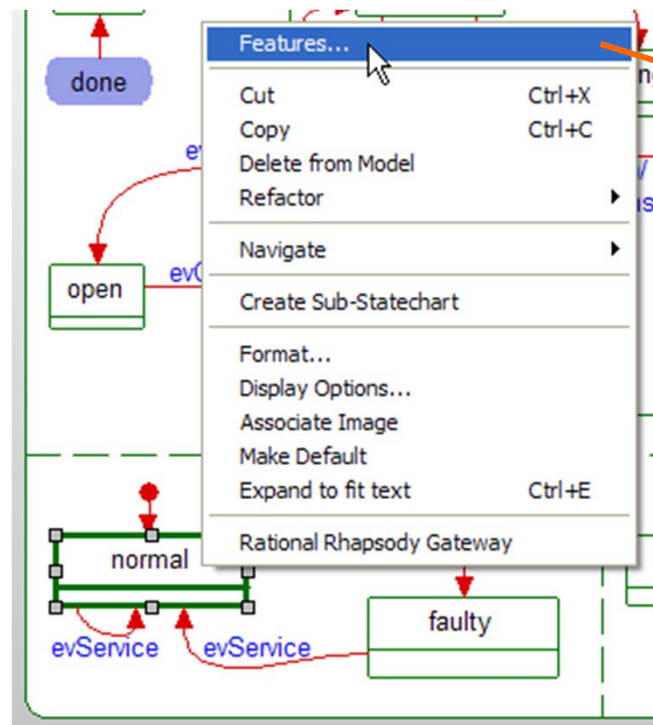 Features...
done
Cut Ctrl+X
Copy Ctrl+C
Delete from Model
Refactor
Navigate
open
Create Sub-Statechart
Format...
Display Options...
Associate Image
Make Default
Expand to fit text Ctrl+E
Rational Rhapsody Gateway
normal
faulty
evService evService